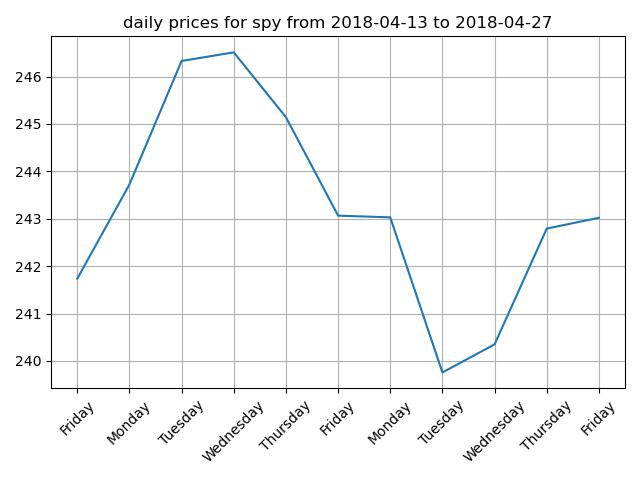 daily prices for spy from 2018-04-13 to 2018-04-27
246
245
244
243
242
241
240
Friday
Monday
Tuesday
Wednesday
Thursday
Friday
Monday
Tuesday
Wednesday
Thursday
Friday